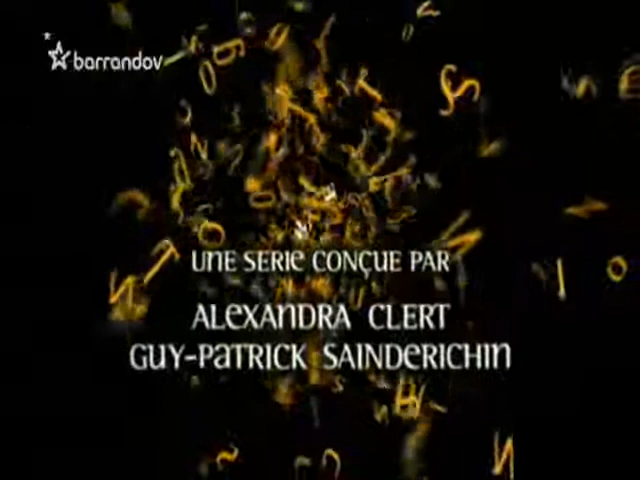 barrandov
UNE SERIE CONÇUE PAR
ALEXANDRA CLERT
GUY-PATRICK SAINDERICHIN